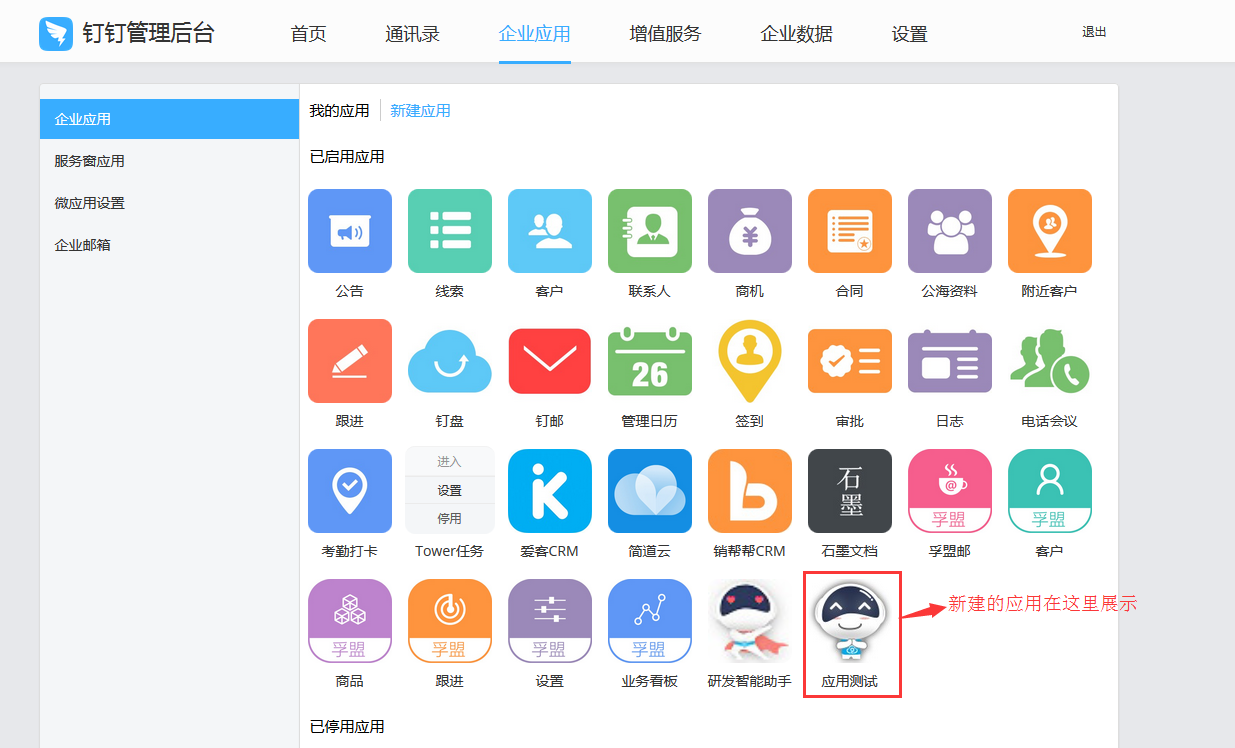 钉钉管理后台 首页 通讯录 企业应用 增值服务 企业数据 设置 退出
企业应用
服务窗应用
微应用设置
企业邮箱
我的应用 新建应用
已启用应用
公告 线索 客户 联系人 商机 合同 公海资料 附近客户
26
跟进 钉盘 钉邮 管理日历 签到 审批 日志 电话会议
进入
设置
停用
石墨
@
孚盟 孚盟
考勤打卡 Tower任务 爱客CRM 简道云 销帮帮CRM 石墨文档 孚盟邮 客户
新建的应用在这里展示
孚盟 孚盟 孚盟 孚盟
商品 跟进 设置 业务看板 研发智能助手 应用测试
已停用应用